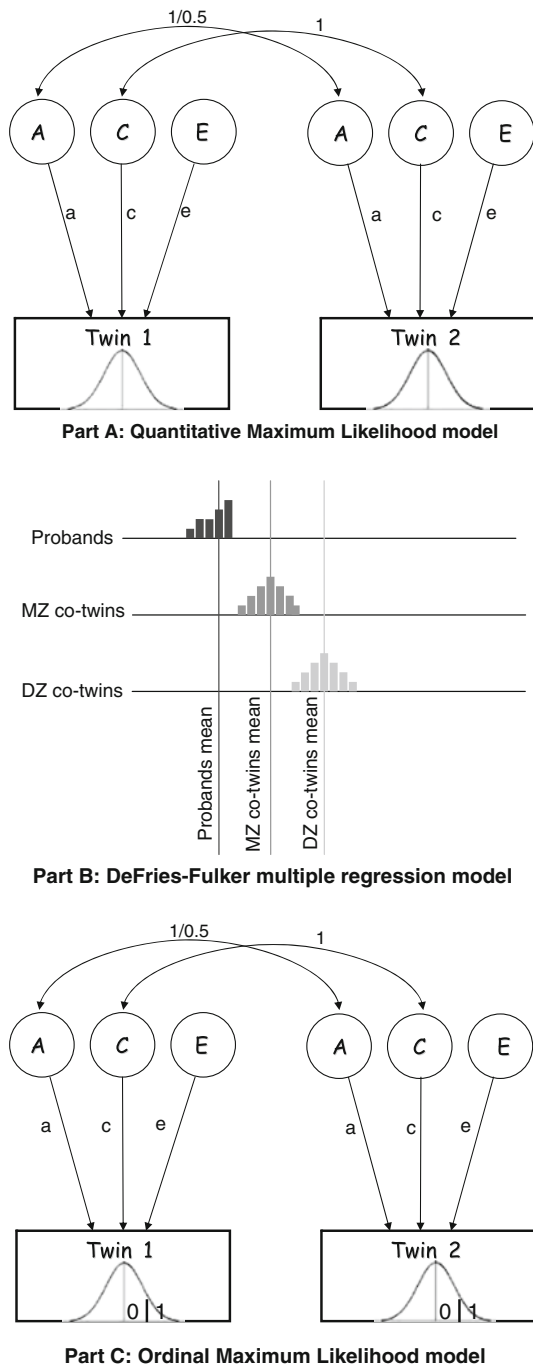 1/0.5
1
A C E A C E
a c e a c e
Twin 1 Twin 2
Part A: Quantitative Maximum Likelihood model
Probands
MZ co-twins
DZ co-twins
Probands mean
MZ co-twins mean
DZ co-twins mean
Part B: DeFries-Fulker multiple regression model
1/0.5
1
A C E A C E
a c e a c e
Twin 1 Twin 2
0 1 0 1
Part C: Ordinal Maximum Likelihood model